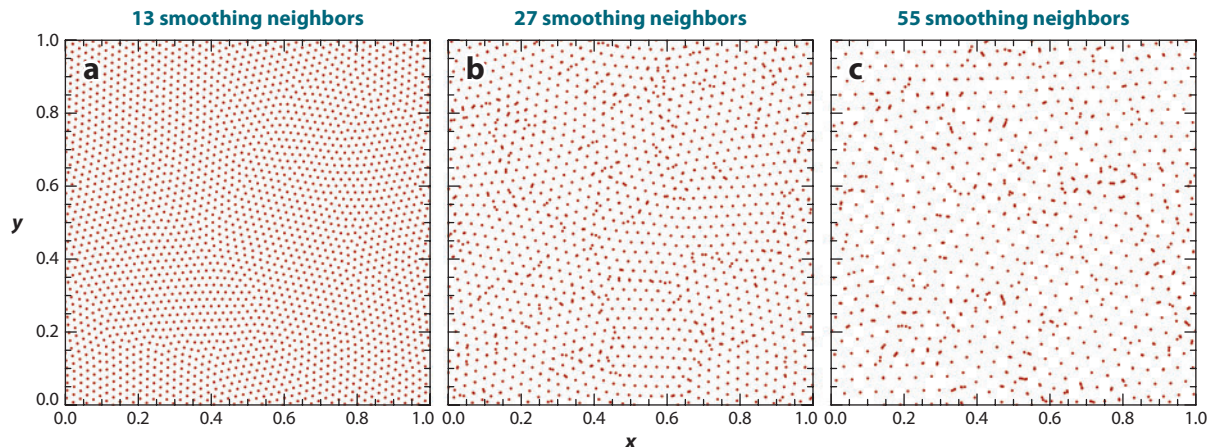 13 smoothing neighbors
27 smoothing neighbors
55 smoothing neighbors
a
b
c
y
1.0
0.8
0.6
0.4
0.2
0.0
0.0 0.2 0.4 0.6 0.8 1.0
0.0 0.2 0.4 0.6 0.8 1.0
0.0 0.2 0.4 0.6 0.8 1.0
x